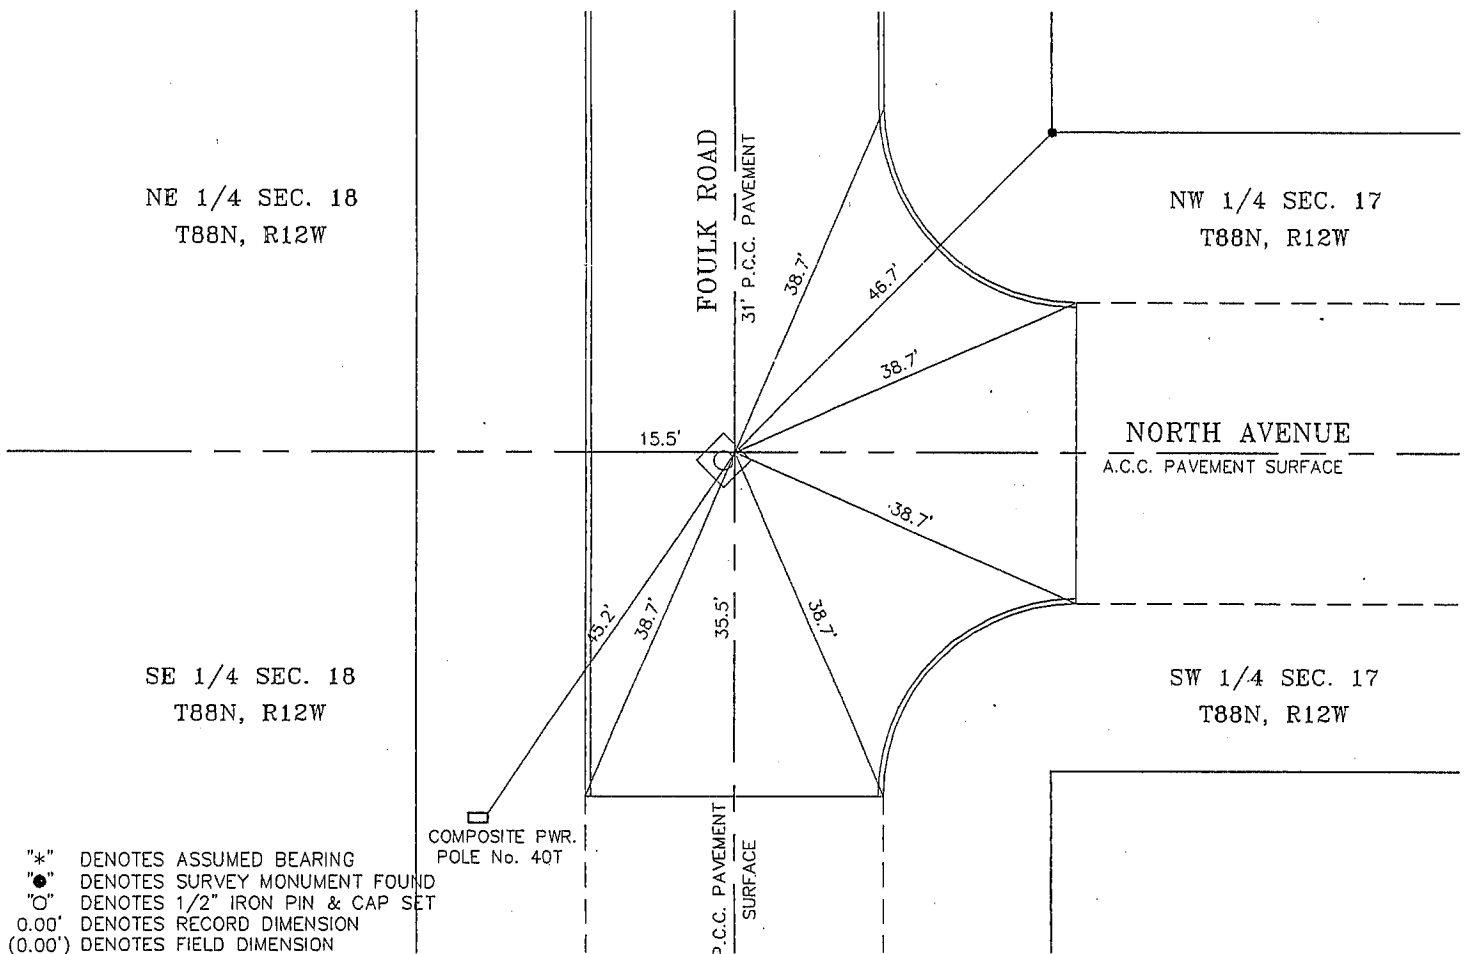 NE 1/4 SEC. 18
T88N, R12W
FOULK ROAD
31' P.C.C. PAVEMENT
NW 1/4 SEC. 17
T88N, R12W
38.7'
46.7'
38.7'
15.5'
NORTH AVENUE
A.C.C. PAVEMENT SURFACE
38.7'
45.2'
38.7'
35.5'
38.7'
SE 1/4 SEC. 18
T88N, R12W
SW 1/4 SEC. 17
T88N, R12W
COMPOSITE PWR.
POLE No. 40T
P.C.C. PAVEMENT
SURFACE
"*" DENOTES ASSUMED BEARING
"●" DENOTES SURVEY MONUMENT FOUND
"O" DENOTES 1/2" IRON PIN & CAP SET
0.00' DENOTES RECORD DIMENSION
(0.00') DENOTES FIELD DIMENSION